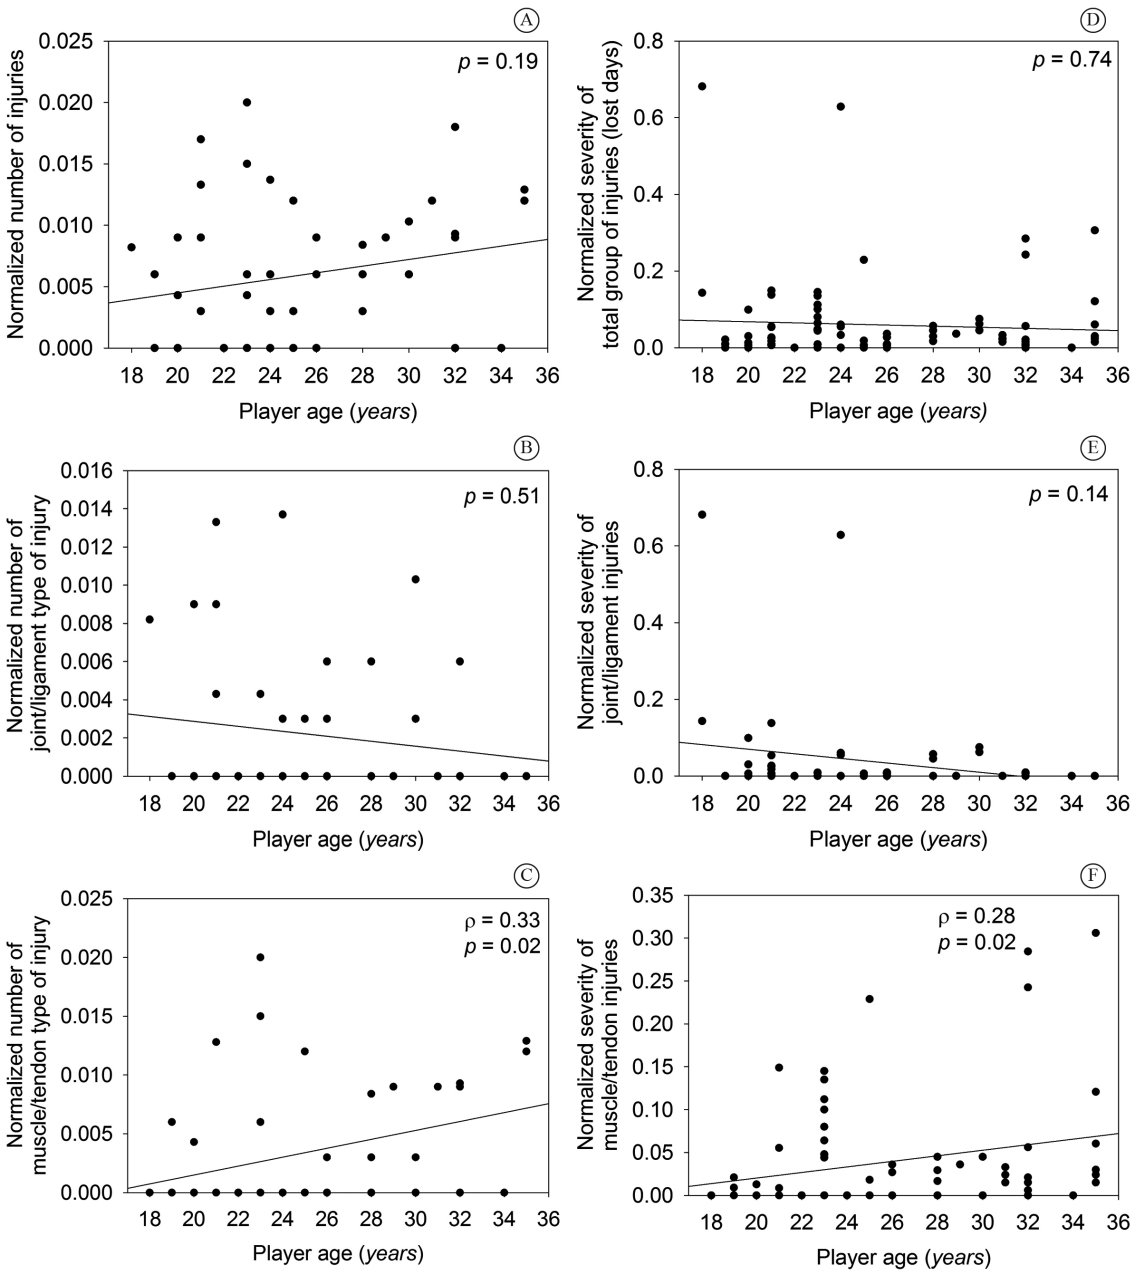 A
Normalized number of injuries
0.025
0.020
0.015
0.010
0.005
0.000
p = 0.19
18 20 22 24 26 28 30 32 34 36
Player age (years)
D
Normalized severity of
total group of injuries (lost days)
0.8
0.6
0.4
0.2
0.0
p = 0.74
18 20 22 24 26 28 30 32 34 36
Player age (years)
B
Normalized number of
joint/ligament type of injury
0.016
0.014
0.012
0.010
0.008
0.006
0.004
0.002
0.000
p = 0.51
18 20 22 24 26 28 30 32 34 36
Player age (years)
E
Normalized severity of
joint/ligament injuries
0.8
0.6
0.4
0.2
0.0
p = 0.14
18 20 22 24 26 28 30 32 34 36
Player age (years)
C
Normalized number of
muscle/tendon type of injury
0.025
0.020
0.015
0.010
0.005
0.000
ρ = 0.33
p = 0.02
18 20 22 24 26 28 30 32 34 36
Player age (years)
F
Normalized severity of
muscle/tendon injuries
0.35
0.30
0.25
0.20
0.15
0.10
0.05
0.00
ρ = 0.28
p = 0.02
18 20 22 24 26 28 30 32 34 36
Player age (years)